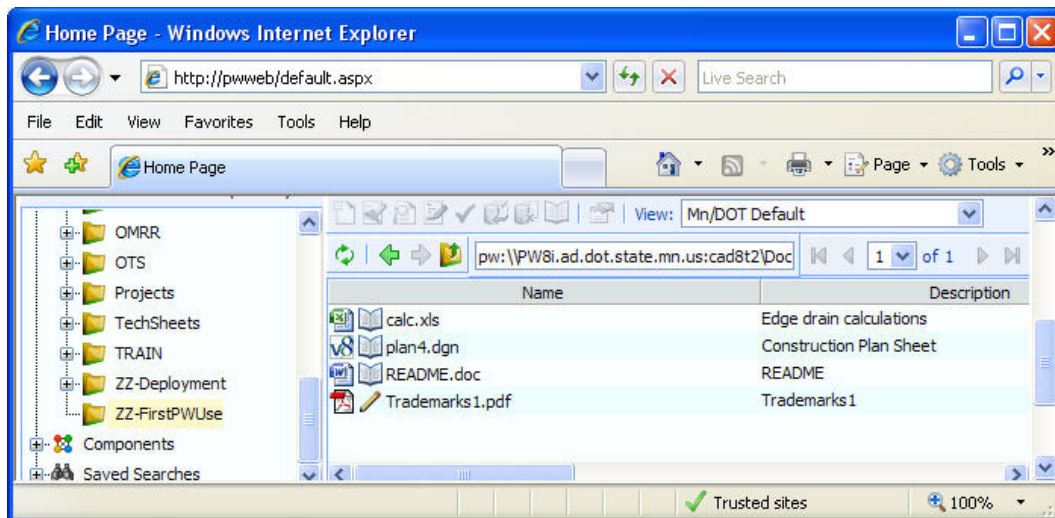 Home Page - Windows Internet Explorer
http://pwweb/default.aspx
Live Search
File Edit View Favorites Tools Help
Home Page
Page Tools »
OMRR
OTS
Projects
TechSheets
TRAIN
ZZ-Deployment
ZZ-FirstPWUse
Components
Saved Searches
View: Mn/DOT Default
pw:\\PW8i.ad.dot.state.mn.us:cad8t2\Doc 1 of 1
Name Description
calc.xls Edge drain calculations
v8 plan4.dgn Construction Plan Sheet
README.doc README
Trademarks1.pdf Trademarks1
Trusted sites 100%